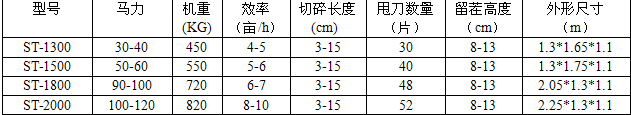 型号 马力 机重(KG) 效率(亩/h) 切碎长度(cm) 甩刀数量(片) 留茬高度(cm) 外形尺寸(m)
ST-1300 30-40 450 4-5 3-15 30 8-13 1.3*1.65*1.1
ST-1500 50-60 550 5-6 3-15 40 8-13 1.3*1.75*1.1
ST-1800 90-100 720 6-7 3-15 48 8-13 2.05*1.3*1.1
ST-2000 100-120 820 8-10 3-15 52 8-13 2.25*1.3*1.1